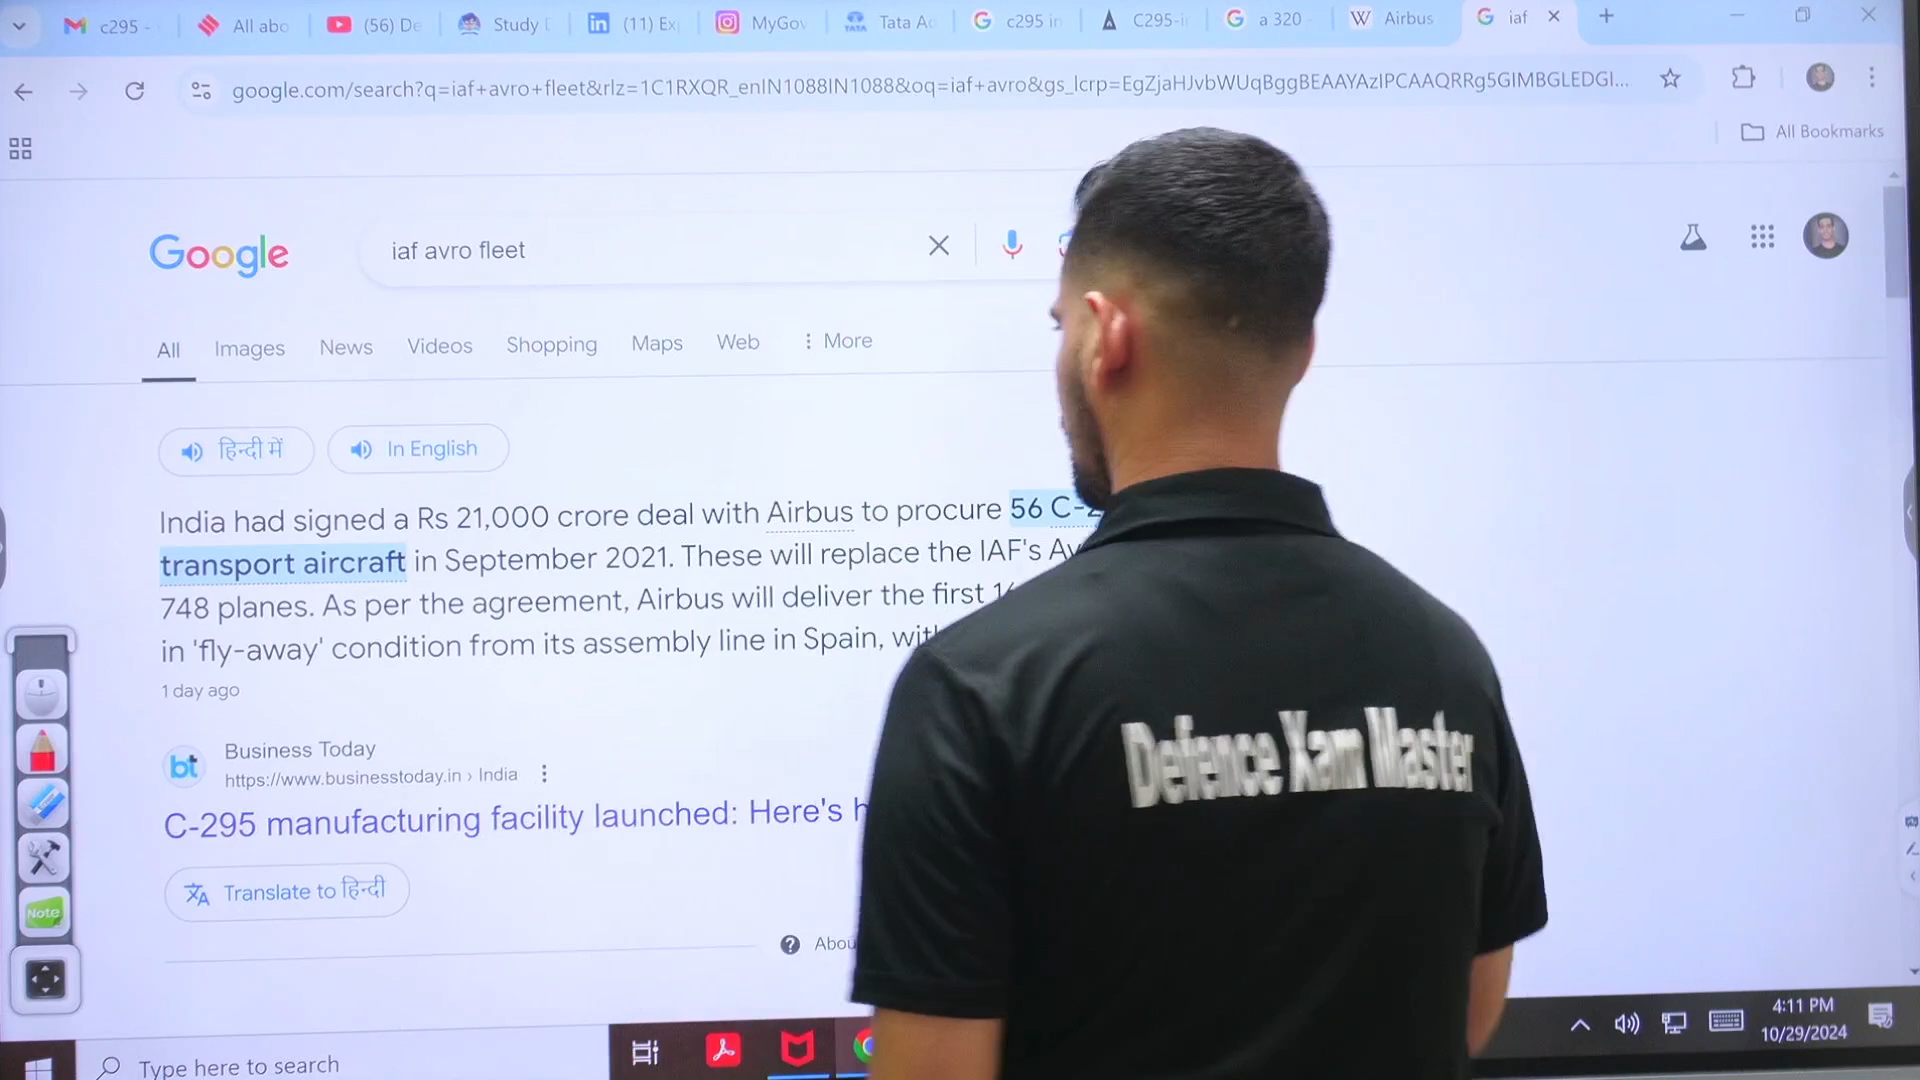 c295 -
All abo
(56) De
Study D
(11) Ex
MyGov
TATA
Tata Ac
c295 in
C295-i
a 320 -
Airbus
iaf
google.com/search?q=iaf+avro+fleet&rlz=1C1RXQR_enIN1088IN1088&oq=iaf+avro&gs_lcrp=EgZjaHJvbWUqBggBEAAYAzIPCAAQRRg5GIMBGLEDGI...
All Bookmarks
Google
iaf avro fleet
All Images News Videos Shopping Maps Web More
हिन्दी में
In English
India had signed a Rs 21,000 crore deal with Airbus to procure 56 C-2
transport aircraft in September 2021. These will replace the IAF's Av
748 planes. As per the agreement, Airbus will deliver the first 1
in 'fly-away' condition from its assembly line in Spain, with
1 day ago
bt
Business Today
https://www.businesstoday.in › India
C-295 manufacturing facility launched: Here's h
Translate to हिन्दी
Abou
Defence Xam Master
Note
Type here to search
4:11 PM
10/29/2024